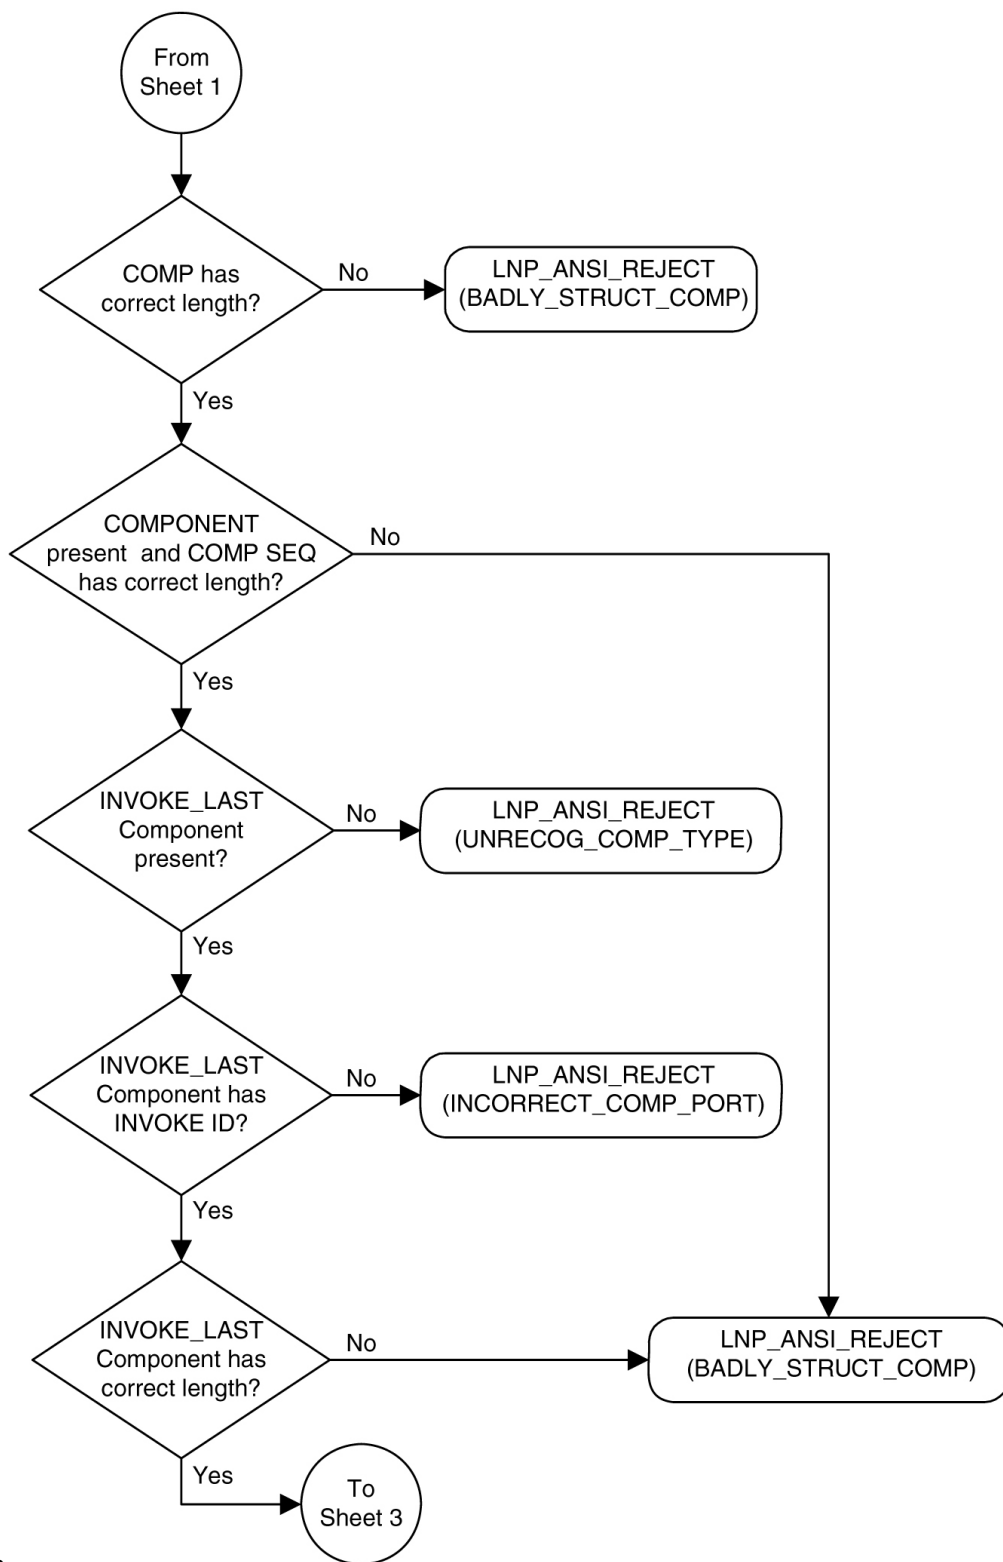 From
Sheet 1
COMP has
correct length?
No
LNP_ANSI_REJECT
(BADLY_STRUCT_COMP)
Yes
COMPONENT
present and COMP SEQ
has correct length?
No
Yes
INVOKE_LAST
Component
present?
No
LNP_ANSI_REJECT
(UNRECOG_COMP_TYPE)
Yes
INVOKE_LAST
Component has
INVOKE ID?
No
LNP_ANSI_REJECT
(INCORRECT_COMP_PORT)
Yes
INVOKE_LAST
Component has
correct length?
No
LNP_ANSI_REJECT
(BADLY_STRUCT_COMP)
Yes
To
Sheet 3